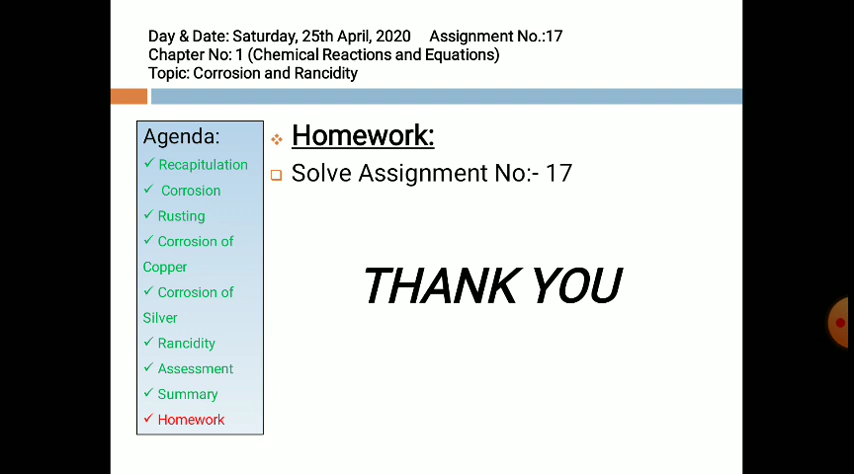 Day & Date: Saturday, 25th April, 2020 Assignment No.:17
Chapter No: 1 (Chemical Reactions and Equations)
Topic: Corrosion and Rancidity
Agenda:
✓ Recapitulation
✓ Corrosion
✓ Rusting
✓ Corrosion of
Copper
✓ Corrosion of
Silver
✓ Rancidity
✓ Assessment
✓ Summary
✓ Homework
❖ Homework:
❑ Solve Assignment No:- 17
THANK YOU